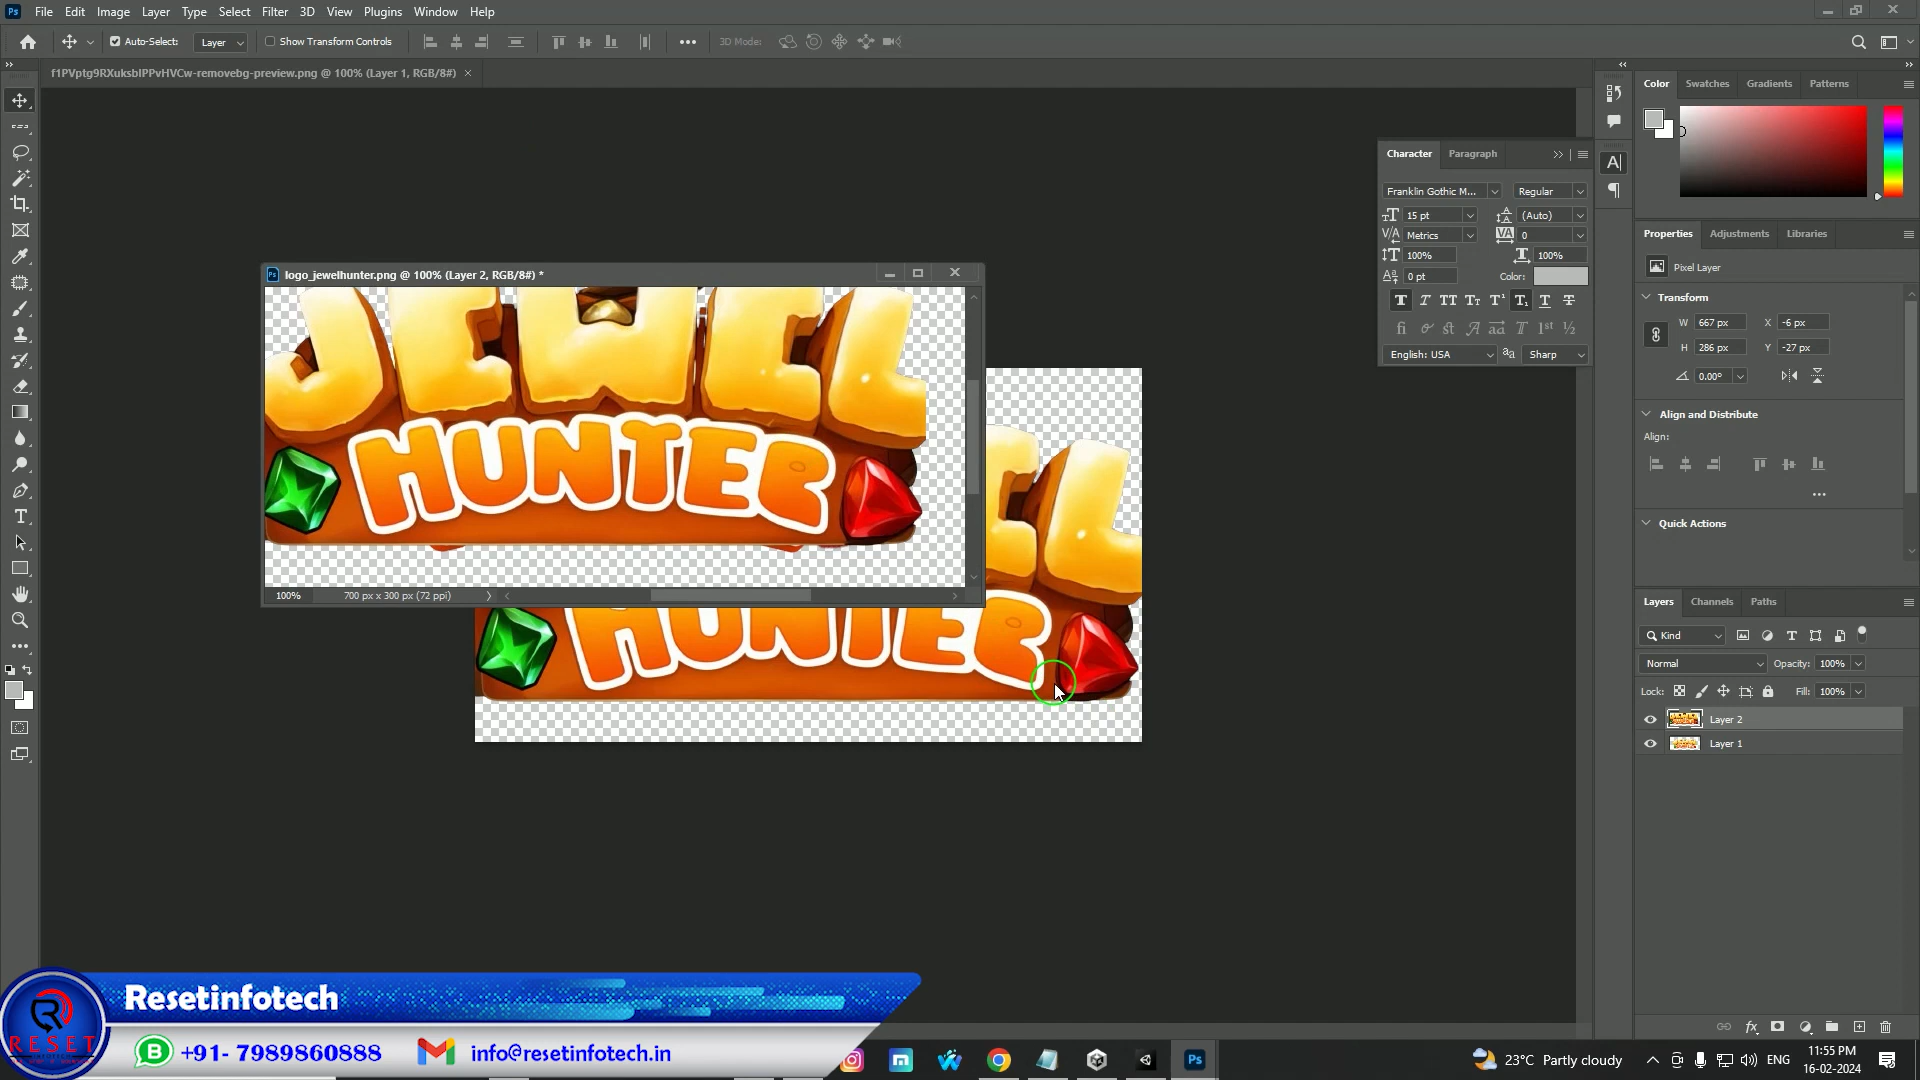 Ps File Edit Image Layer Type Select Filter 3D View Plugins Window Help
Auto-Select: Layer Show Transform Controls 3D Mode:
f1PVptg9RXuksblPPvHVCw-removebg-preview.png @ 100% (Layer 1, RGB/8#) ×
Color Swatches Gradients Patterns
Character Paragraph
Franklin Gothic M... Regular
15 pt (Auto)
Metrics 0
100% 100%
0 pt Color:
English: USA Sharp
Properties Adjustments Libraries
Pixel Layer
Transform
W 667 px X -6 px
H 286 px Y -27 px
0.00°
Align and Distribute
Align:
Quick Actions
Ps logo_jewelhunter.png @ 100% (Layer 2, RGB/8#) *
JEWEL
HUNTER
100% 700 px x 300 px (72 ppi)
HUNTER
Layers Channels Paths
Kind
Normal Opacity: 100%
Lock: Fill: 100%
Layer 2
Layer 1
Resetinfotech
RESET
+91- 7989860888 info@resetinfotech.in
Ps
23°C Partly cloudy ENG 11:55 PM
16-02-2024